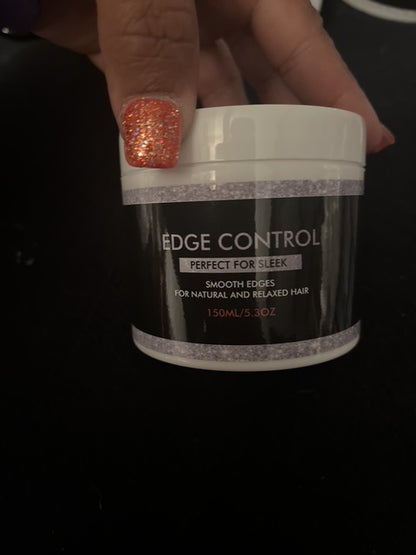 EDGE CONTROL
PERFECT FOR SLEEK
SMOOTH EDGES
FOR NATURAL AND RELAXED HAIR
150ML/5.3OZ